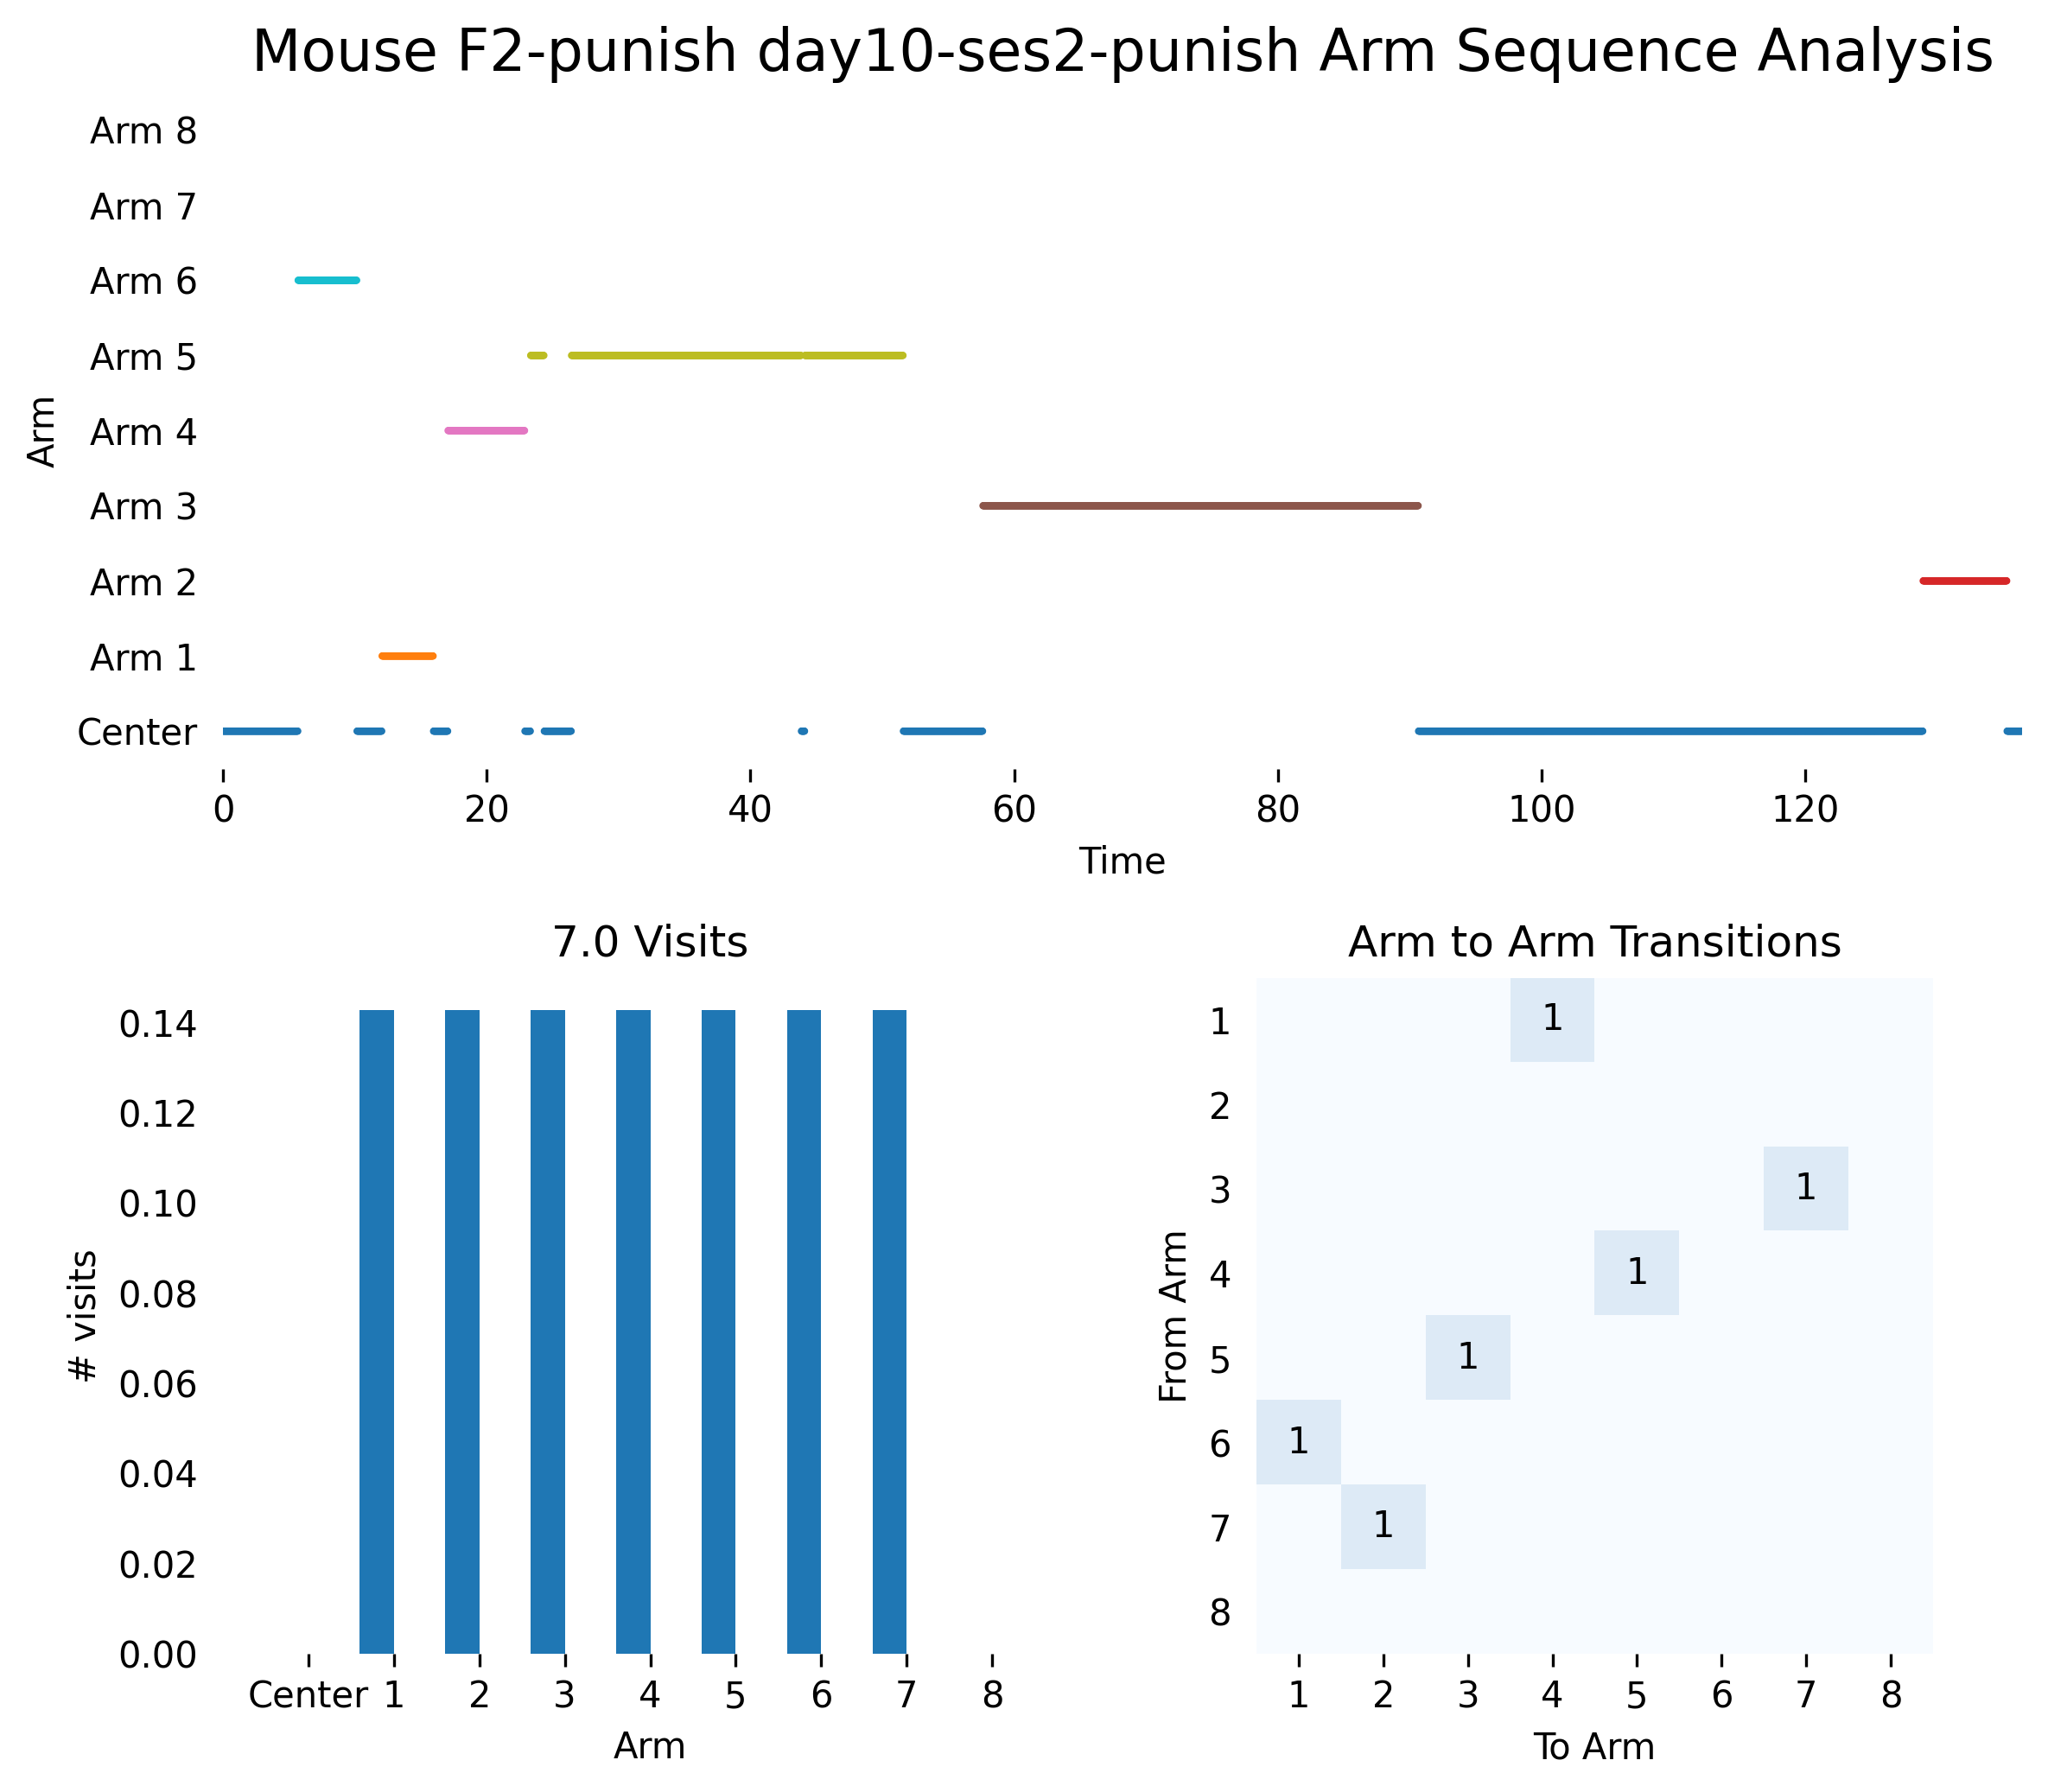 Mouse F2-punish day10-ses2-punish Arm Sequence Analysis
Arm
Arm 8
Arm 7
Arm 6
Arm 5
Arm 4
Arm 3
Arm 2
Arm 1
Center
0 20 40 60 80 100 120
Time
7.0 Visits
# visits
0.14
0.12
0.10
0.08
0.06
0.04
0.02
0.00
Center 1 2 3 4 5 6 7 8
Arm
Arm to Arm Transitions
From Arm
1 1
2
3 1
4 1
5 1
6 1
7 1
8
1 2 3 4 5 6 7 8
To Arm